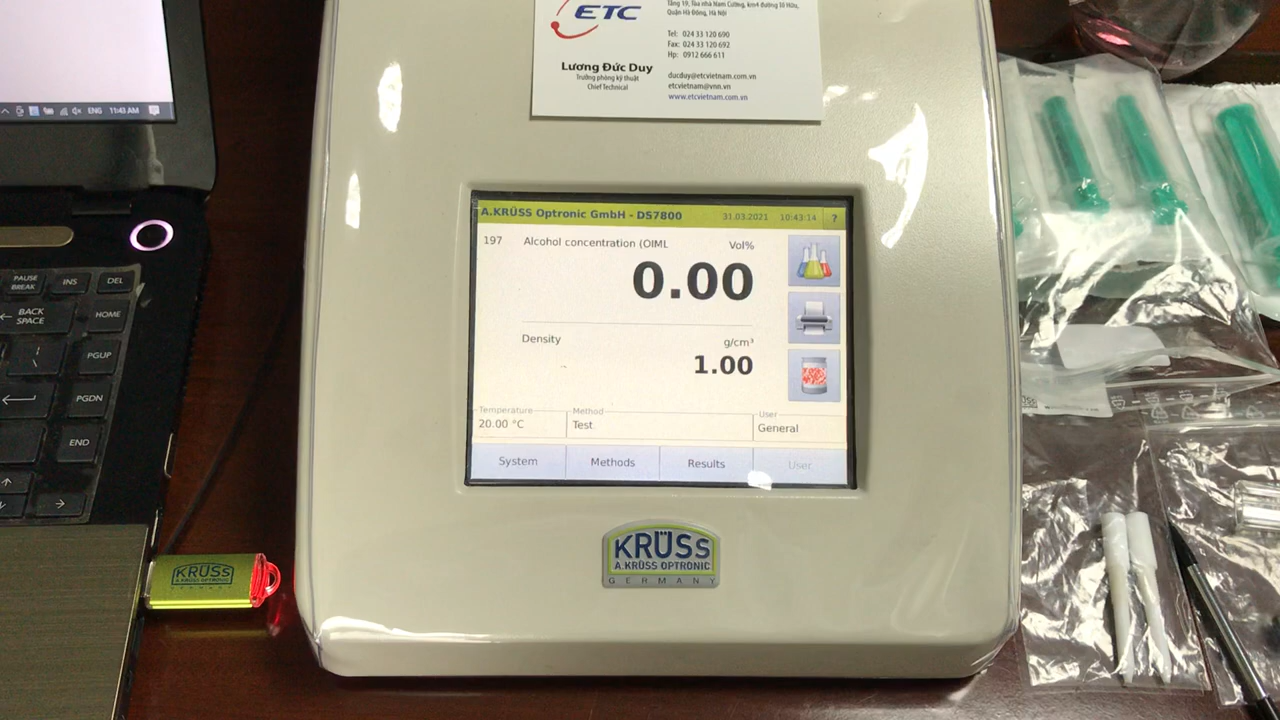 ETC
Tầng 19, Tòa nhà Nam Cường, km4 đường Tố Hữu,
Quận Hà Đông, Hà Nội
Tel: 024 33 120 690
Fax: 024 33 120 692
Hp: 0912 666 611
Lương Đức Duy
Trưởng phòng kỹ thuật
Chief Technical
ducduy@etcvietnam.com.vn
etcvietnam@vnn.vn
www.etcvietnam.com.vn
ENG 11:43 AM
A.KRÜSS Optronic GmbH - DS7800 31.03.2021 10:43:14 ?
197 Alcohol concentration (OIML Vol%
0.00
Density g/cm³
1.00
Temperature Method User
20.00 °C Test General
System Methods Results User
KRÜSS
A.KRÜSS OPTRONIC
GERMANY
PAUSE
BREAK
INS
DEL
BACK
SPACE
HOME
PGUP
PGDN
END
KRÜSS
A.KRÜSS OPTRONIC
GERMANY
KRÜSS